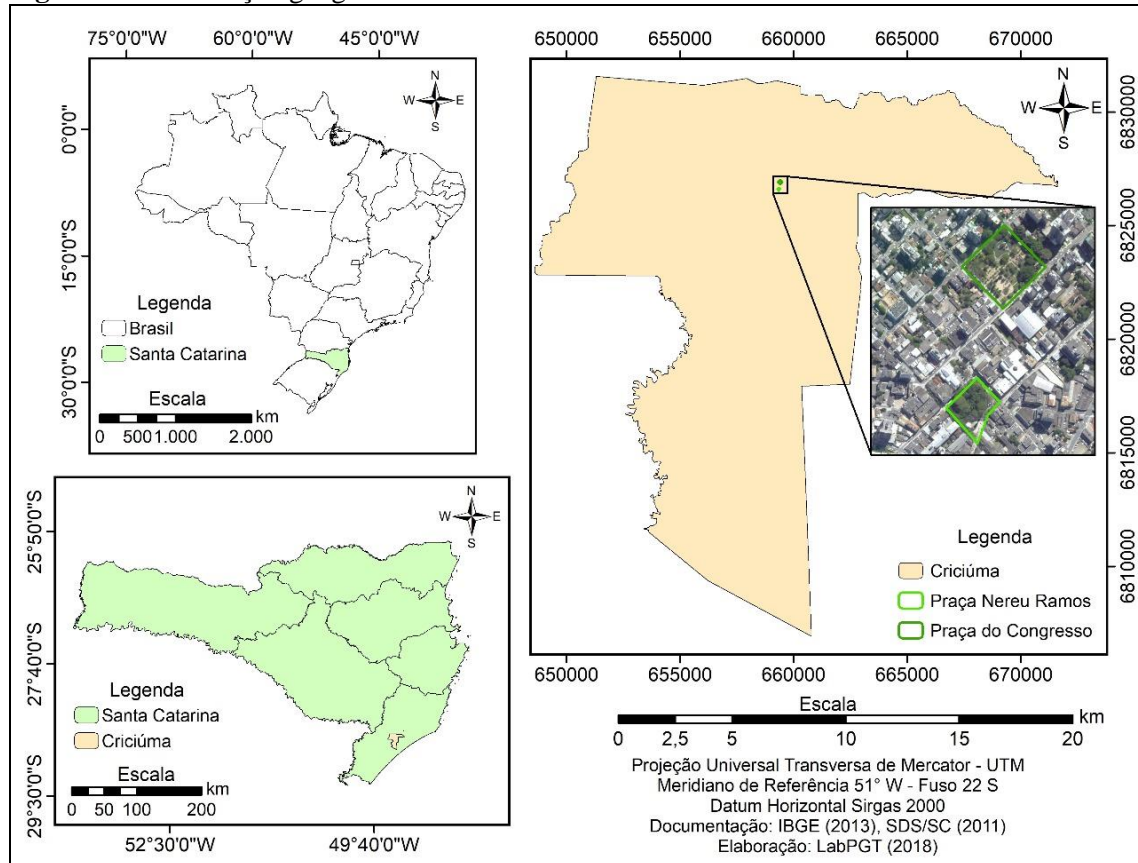 75°0'0"W 60°0'0"W 45°0'0"W
N
W E
S
0°0'0"
15°0'0"S
30°0'0"S
Legenda
Brasil
Santa Catarina
Escala
km
0 500 1.000 2.000
N
W E
S
25°50'0"S
27°40'0"S
29°30'0"S
Legenda
Santa Catarina
Criciúma
Escala
km
0 50 100 200
52°30'0"W 49°40'0"W
650000 655000 660000 665000 670000
N
W E
S
6830000
6825000
6820000
6815000
6810000
Legenda
Criciúma
Praça Nereu Ramos
Praça do Congresso
650000 655000 660000 665000 670000
Escala
km
0 2,5 5 10 15 20
Projeção Universal Transversa de Mercator - UTM
Meridiano de Referência 51° W - Fuso 22 S
Datum Horizontal Sirgas 2000
Documentação: IBGE (2013), SDS/SC (2011)
Elaboração: LabPGT (2018)